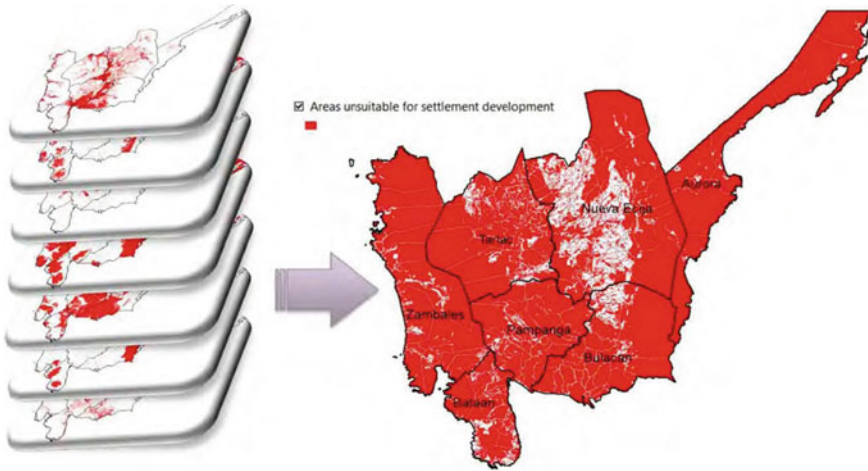 Areas unsuitable for settlement development
Aurora
Nueva Ecija
Tarlac
Zambales
Pampanga
Bulacan
Bataan